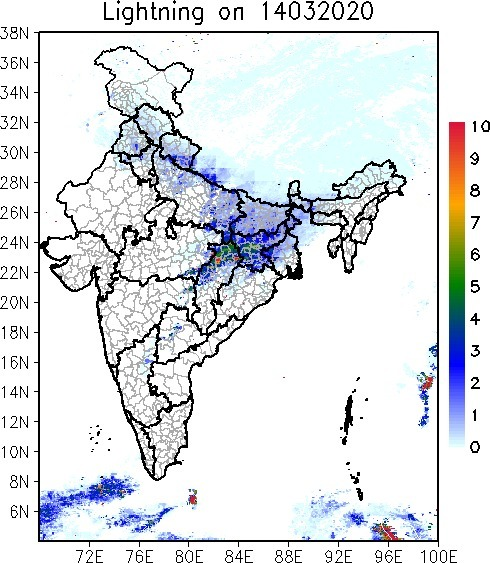 Lightning on 14032020
38N
36N
34N
32N
30N
28N
26N
24N
22N
20N
18N
16N
14N
12N
10N
8N
6N
72E 76E 80E 84E 88E 92E 96E 100E
10
9
8
7
6
5
4
3
2
1
0